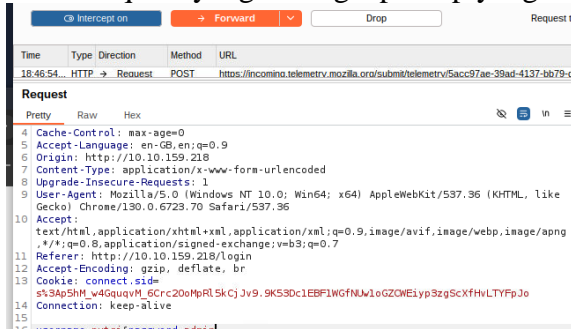 Intercept on Forward Drop Request
Time Type Direction Method URL
18:46:54... HTTP → Request POST https://incoming.telemetry.mozilla.org/submit/telemetry/5acc97ae-39ad-4137-bb79-
Request
Pretty Raw Hex \n
4 Cache-Control: max-age=0
5 Accept-Language: en-GB,en;q=0.9
6 Origin: http://10.10.159.218
7 Content-Type: application/x-www-form-urlencoded
8 Upgrade-Insecure-Requests: 1
9 User-Agent: Mozilla/5.0 (Windows NT 10.0; Win64; x64) AppleWebKit/537.36 (KHTML, like
Gecko) Chrome/130.0.6723.70 Safari/537.36
10 Accept:
text/html,application/xhtml+xml,application/xml;q=0.9,image/avif,image/webp,image/apng
,*/*;q=0.8,application/signed-exchange;v=b3;q=0.7
11 Referer: http://10.10.159.218/login
12 Accept-Encoding: gzip, deflate, br
13 Cookie: connect.sid=
s%3Ap5hM_w4GquqvM_6Crc2OoMpRl5kCjJv9.9K53Dc1EBF1WGfNUw1oGZCWEiyp3zgScXfHvLTYFpJo
14 Connection: keep-alive
15